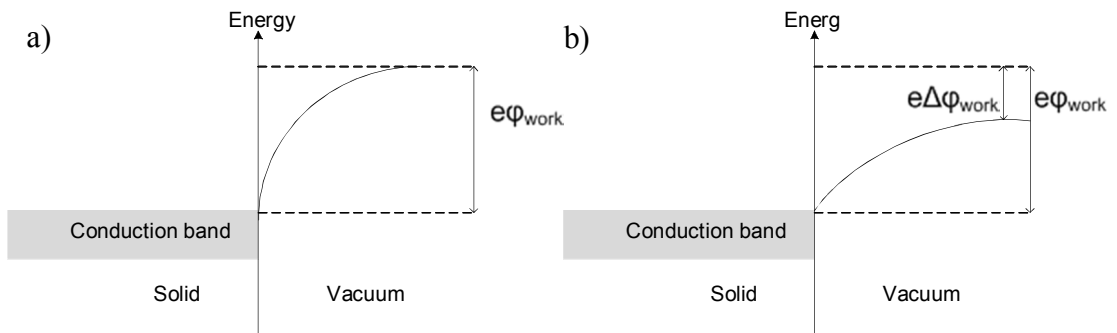 a)
Energy
eφwork
Conduction band
Solid
Vacuum
b)
Energ
eΔφwork
eφwork
Conduction band
Solid
Vacuum